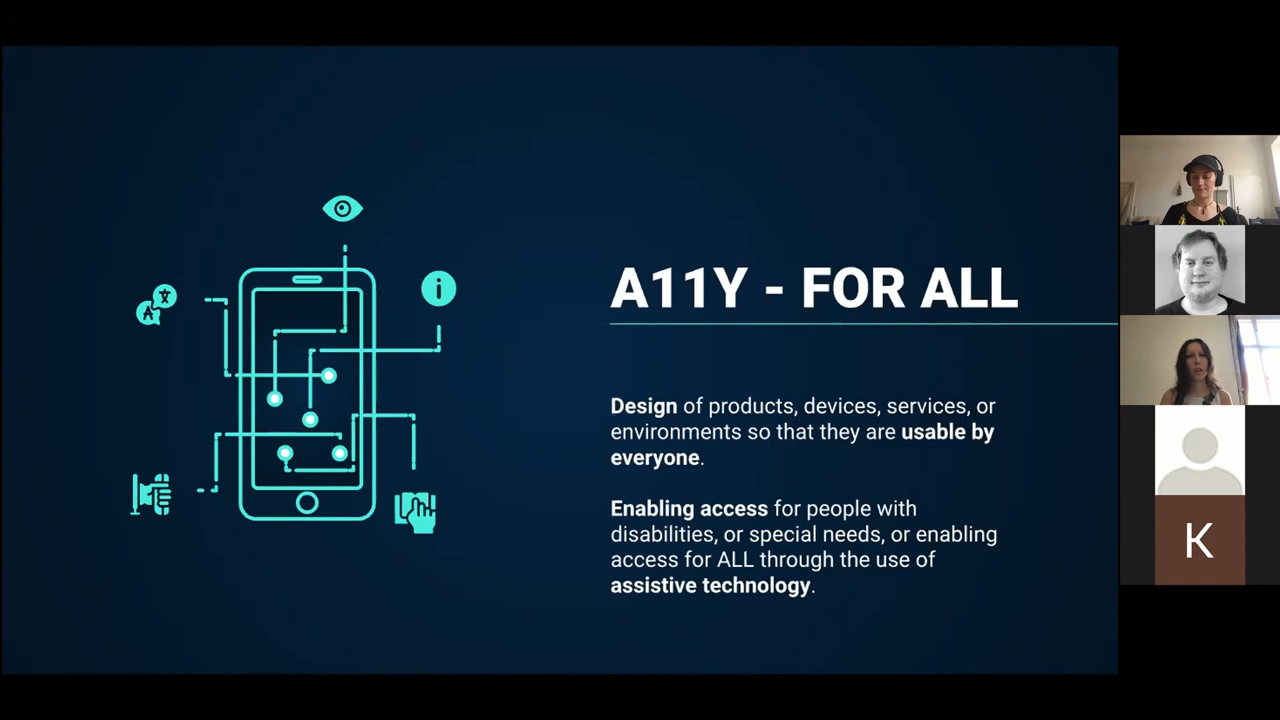 A11Y - FOR ALL
Design of products, devices, services, or
environments so that they are usable by
everyone.
Enabling access for people with
disabilities, or special needs, or enabling
access for ALL through the use of
assistive technology.
A 文
i
K